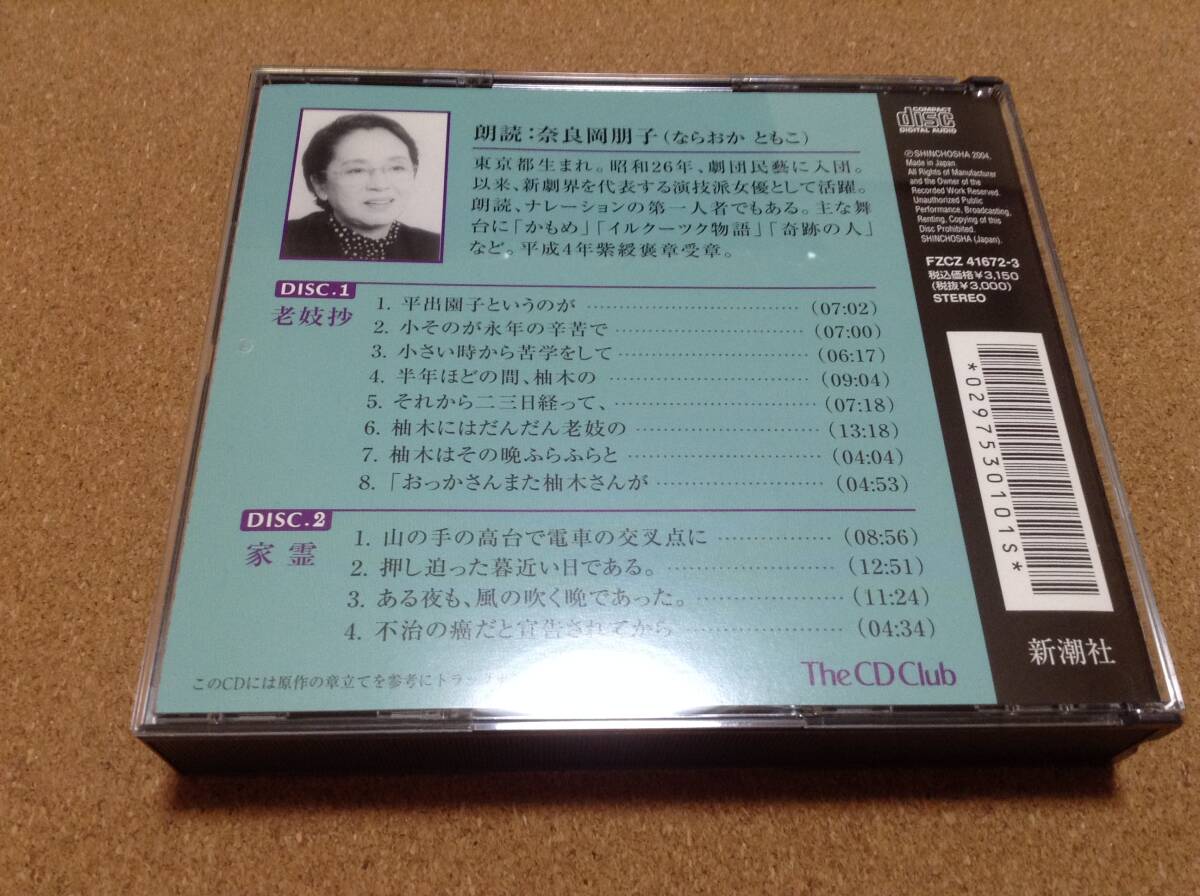 朗読：奈良岡朋子（ならおか ともこ）
東京都生まれ。昭和26年、劇団民藝に入団。
以来、新劇界を代表する演技派女優として活躍。
朗読、ナレーションの第一人者でもある。主な舞
台に「かもめ」「イルクーツク物語」「奇跡の人」
など。平成4年紫綬褒章受章。
DISC.1
老妓抄
1. 平出園子というのが ………………………（07:02）
2. 小そのが永年の辛苦で ……………………（07:00）
3. 小さい時から苦学をして ……………………（06:17）
4. 半年ほどの間、柚木の ………………………（09:04）
5. それから二三日経って、………………………（07:18）
6. 柚木にはだんだん老妓の ……………………（13:18）
7. 柚木はその晩ふらふらと ……………………（04:04）
8. 「おっかさんまた柚木さんが …………………（04:53）
DISC.2
家霊
1. 山の手の高台で電車の交叉点に ……………（08:56）
2. 押し迫った暮近い日である。 …………………（12:51）
3. ある夜も、風の吹く晩であった。………………（11:24）
4. 不治の癌だと宣告されてから …………………（04:34）
このCDには原作の章立てを参考にトラック
The CD Club
COMPACT
disc
DIGITAL AUDIO
Ⓟ SHINCHOSHA 2004.
Made in Japan.
All Rights of Manufacturer
and the Owner of the
Recorded Work Reserved.
Unauthorized Public
Performance, Broadcasting,
Renting, Copying of this
Disc Prohibited.
SHINCHOSHA (Japan).
FZCZ 41672-3
税込価格￥3,150
(税抜￥3,000)
STEREO
*0297530101S*
新潮社